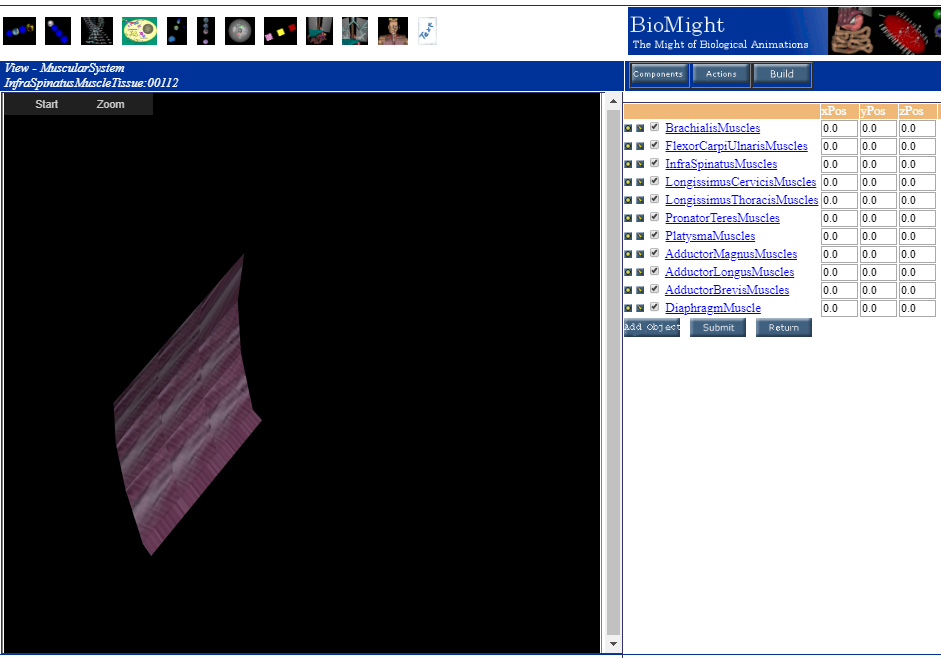 BioMight
The Might of Biological Animations
View - MuscularSystem
InfraSpinatusMuscleTissue:00112
Components Actions Build
Start Zoom
xPos yPos zPos
BrachialisMuscles 0.0 0.0 0.0
FlexorCarpiUlnarisMuscles 0.0 0.0 0.0
InfraSpinatusMuscles 0.0 0.0 0.0
LongissimusCervicisMuscles 0.0 0.0 0.0
LongissimusThoracisMuscles 0.0 0.0 0.0
PronatorTeresMuscles 0.0 0.0 0.0
PlatysmaMuscles 0.0 0.0 0.0
AdductorMagnusMuscles 0.0 0.0 0.0
AdductorLongusMuscles 0.0 0.0 0.0
AdductorBrevisMuscles 0.0 0.0 0.0
DiaphragmMuscle 0.0 0.0 0.0
Add Object Submit Return